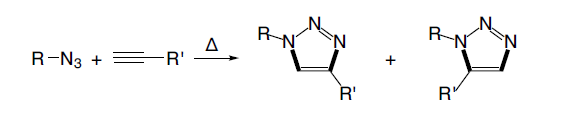 R–N3 + R' Δ R N N N R' + R N N N R'